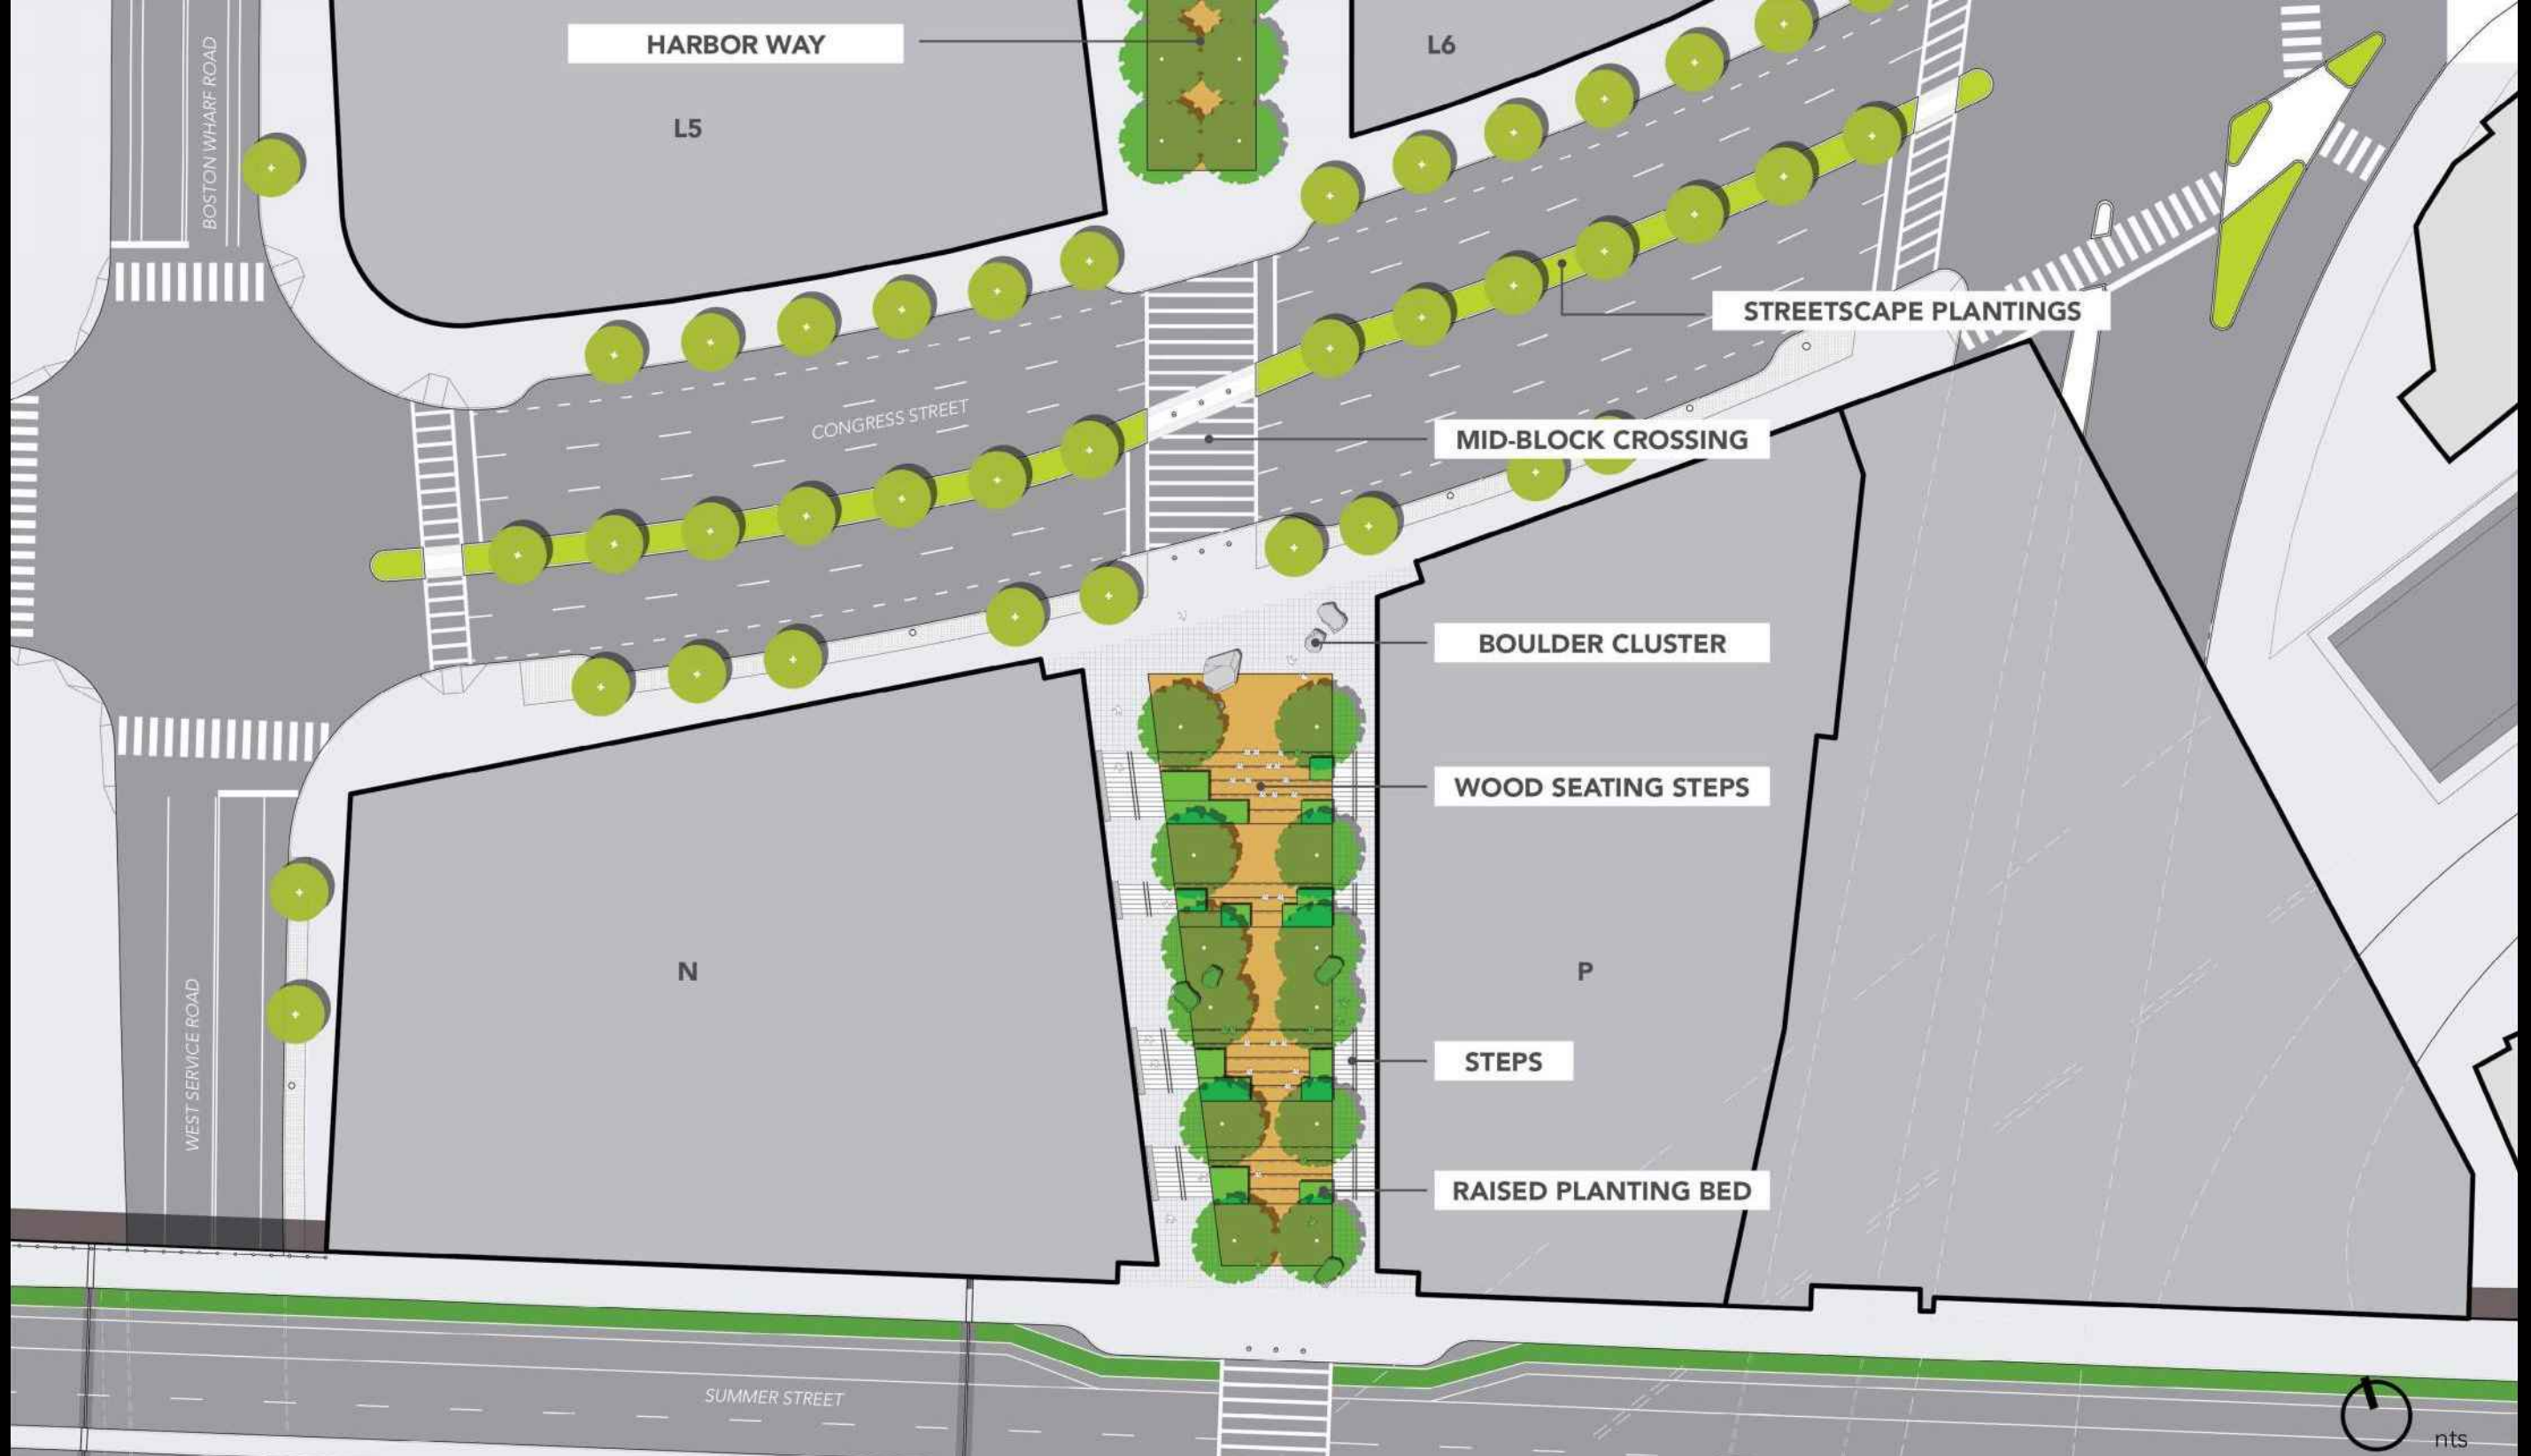 HARBOR WAY
L6
BOSTON WHARF ROAD
L5
STREETSCAPE PLANTINGS
CONGRESS STREET
MID-BLOCK CROSSING
BOULDER CLUSTER
WOOD SEATING STEPS
N
P
WEST SERVICE ROAD
STEPS
RAISED PLANTING BED
SUMMER STREET
nts